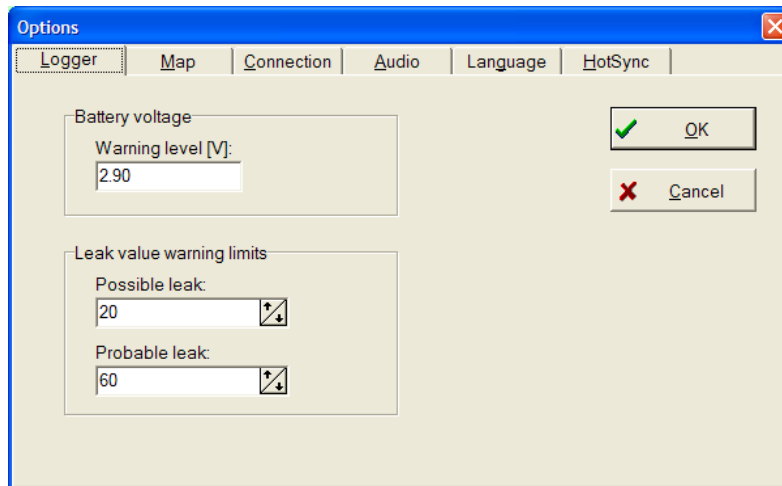 Options
Logger Map Connection Audio Language HotSync
Battery voltage
Warning level [V]:
2.90
OK
Cancel
Leak value warning limits
Possible leak:
20
Probable leak:
60